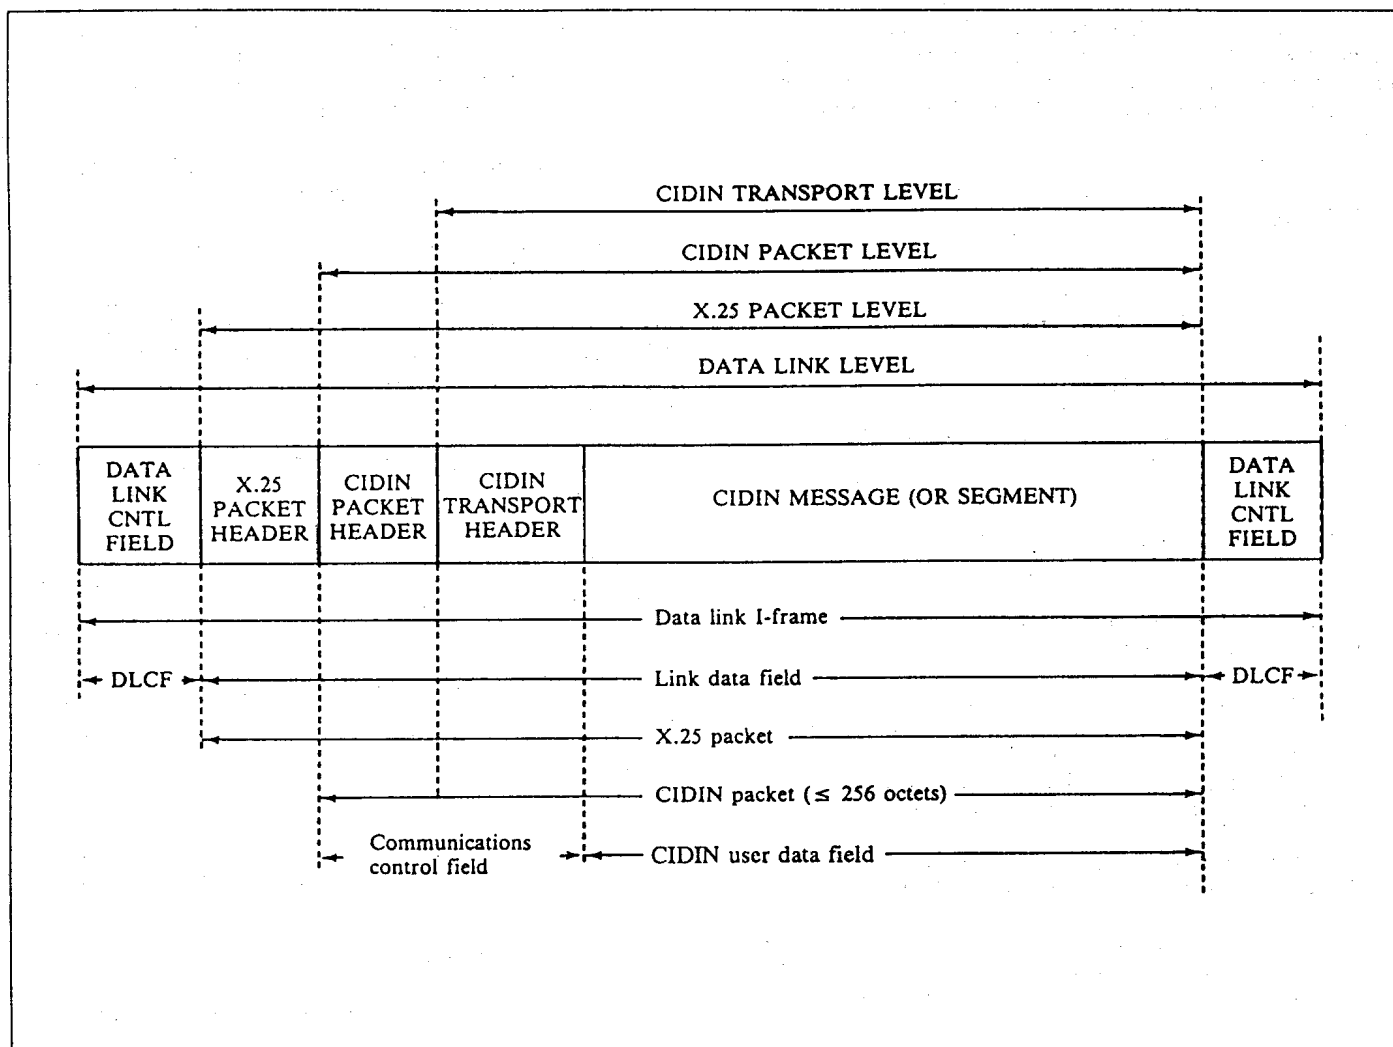 CIDIN TRANSPORT LEVEL
CIDIN PACKET LEVEL
X.25 PACKET LEVEL
DATA LINK LEVEL
DATA
LINK
CNTL
FIELD
X.25
PACKET
HEADER
CIDIN
PACKET
HEADER
CIDIN
TRANSPORT
HEADER
CIDIN MESSAGE (OR SEGMENT)
DATA
LINK
CNTL
FIELD
Data link I-frame
DLCF
Link data field
DLCF
X.25 packet
CIDIN packet (≤ 256 octets)
Communications
control field
CIDIN user data field